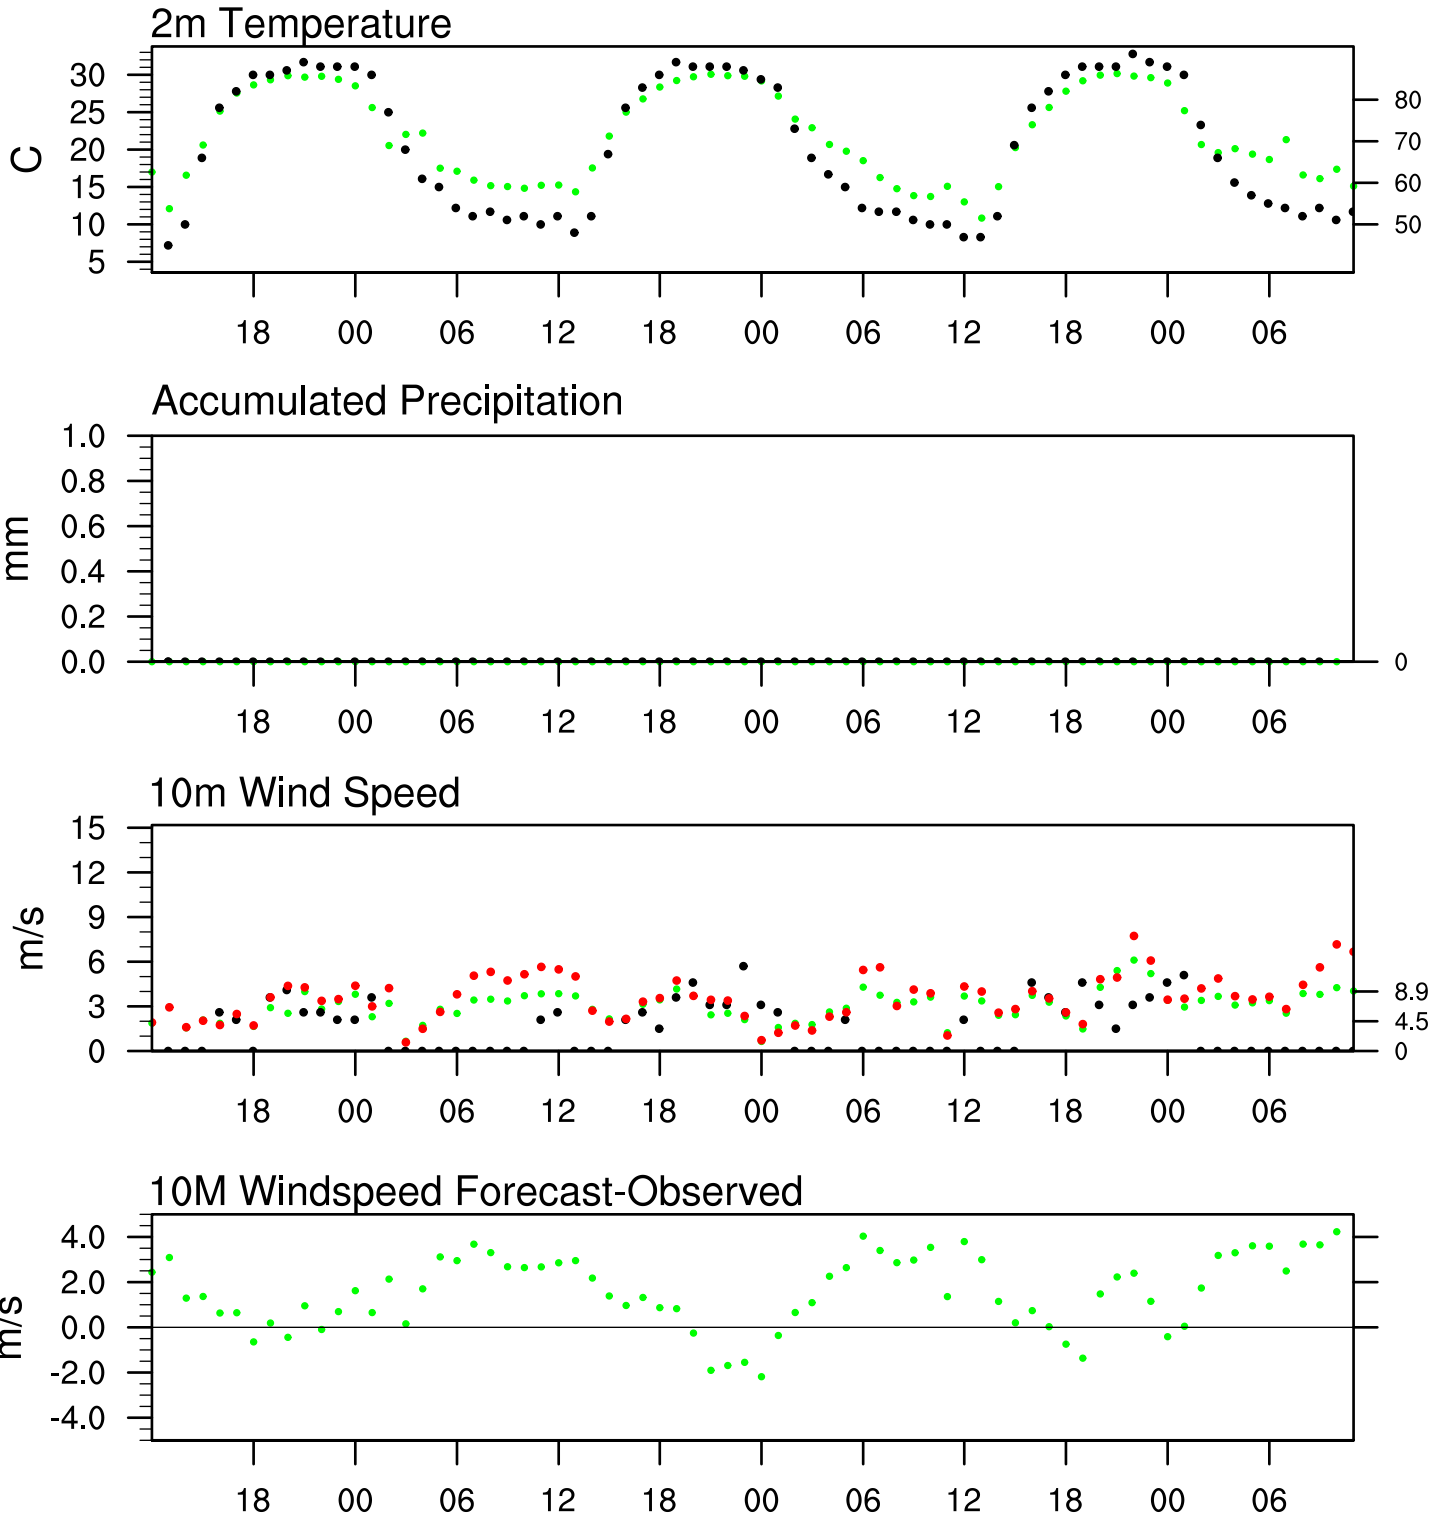 2m Temperature
30
25
20
15
10
5
C
80
70
60
50
18 00 06 12 18 00 06 12 18 00 06
Accumulated Precipitation
1.0
0.8
0.6
0.4
0.2
0.0
mm
0
18 00 06 12 18 00 06 12 18 00 06
10m Wind Speed
15
12
9
6
3
0
m/s
8.9
4.5
0
18 00 06 12 18 00 06 12 18 00 06
10M Windspeed Forecast-Observed
4.0
2.0
0.0
-2.0
-4.0
m/s
18 00 06 12 18 00 06 12 18 00 06